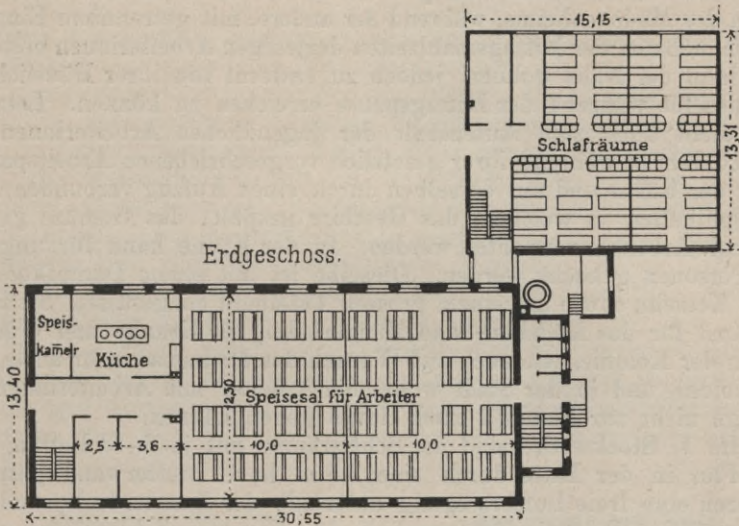 15,15
13,31
Schlafräume
Erdgeschoss.
Speis-
kamer
Küche
13,40
2,30
Speisesal für Arbeiter
2,5
3,6
10,0
10,0
30,55